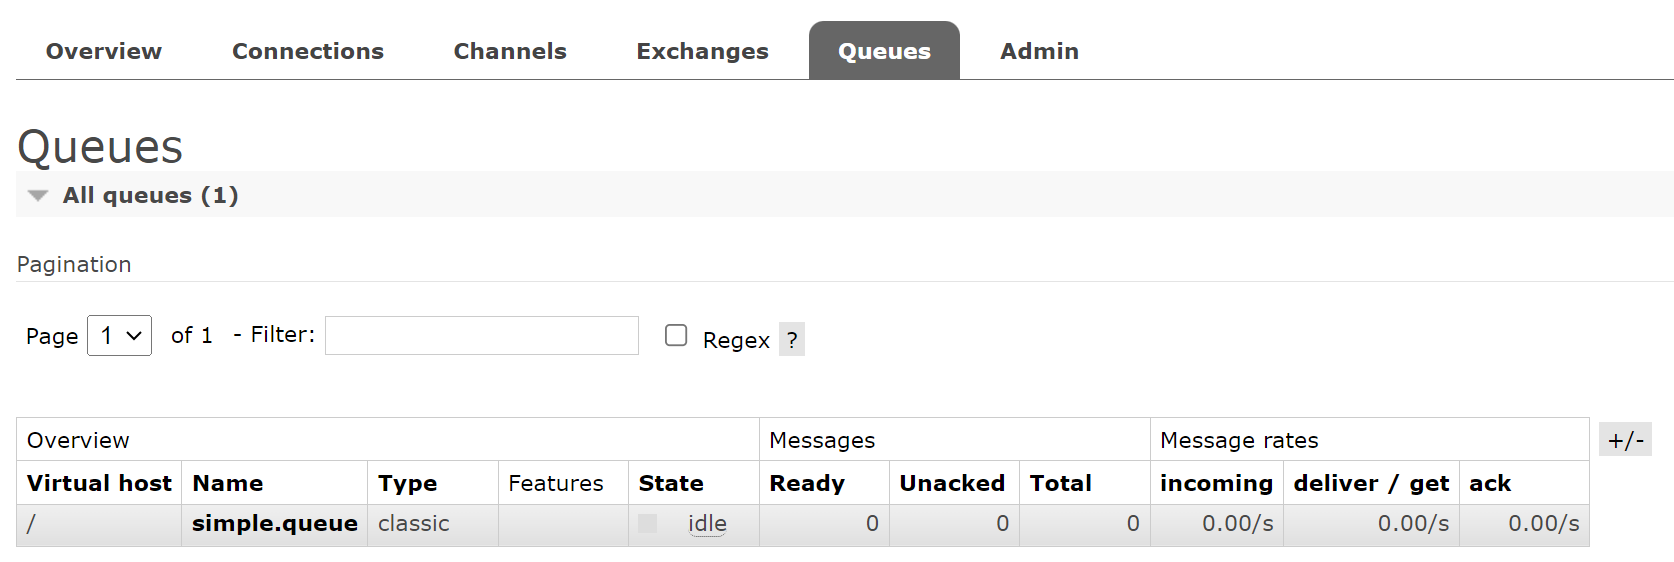 Overview Connections Channels Exchanges Queues Admin
Queues
All queues (1)
Pagination
Page 1 of 1 - Filter: Regex ?
Overview Messages Message rates +/-
Virtual host Name Type Features State Ready Unacked Total incoming deliver / get ack
/ simple.queue classic idle 0 0 0 0.00/s 0.00/s 0.00/s